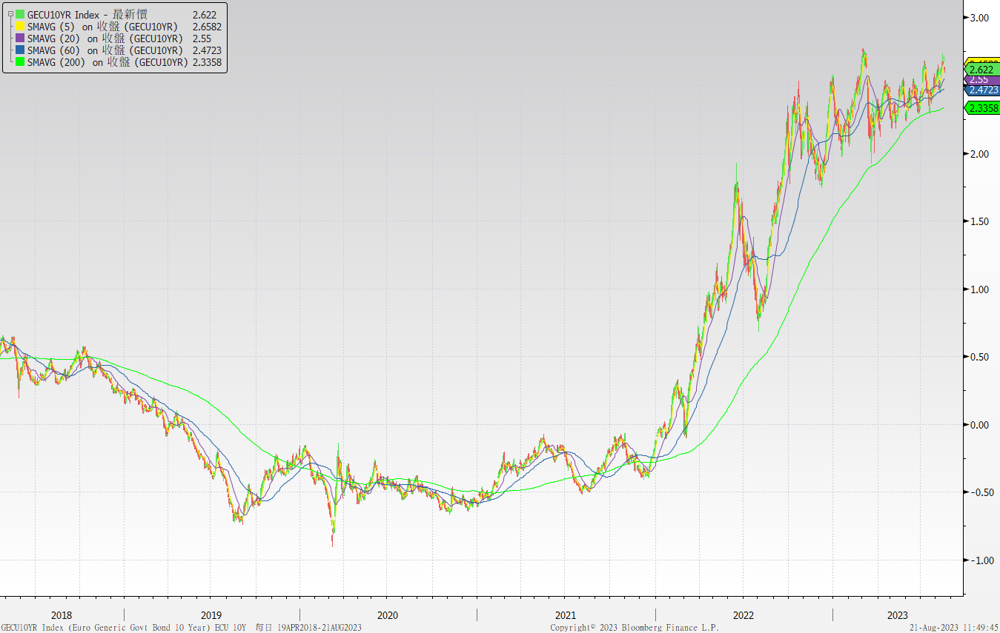 GECU10YR Index - 最新價 2.622
SMAVG (5) on 收盤 (GECU10YR) 2.6582
SMAVG (20) on 收盤 (GECU10YR) 2.55
SMAVG (60) on 收盤 (GECU10YR) 2.4723
SMAVG (200) on 收盤 (GECU10YR) 2.3358
3.00
2.622
2.55
2.4723
2.3358
2.00
1.50
1.00
0.50
0.00
-0.50
-1.00
2018 2019 2020 2021 2022 2023
GECU10YR Index (Euro Generic Govt Bond 10 Year) ECU 10Y 每日 19APR2018-21AUG2023 Copyright© 2023 Bloomberg Finance L.P. 21-Aug-2023 11:49:45